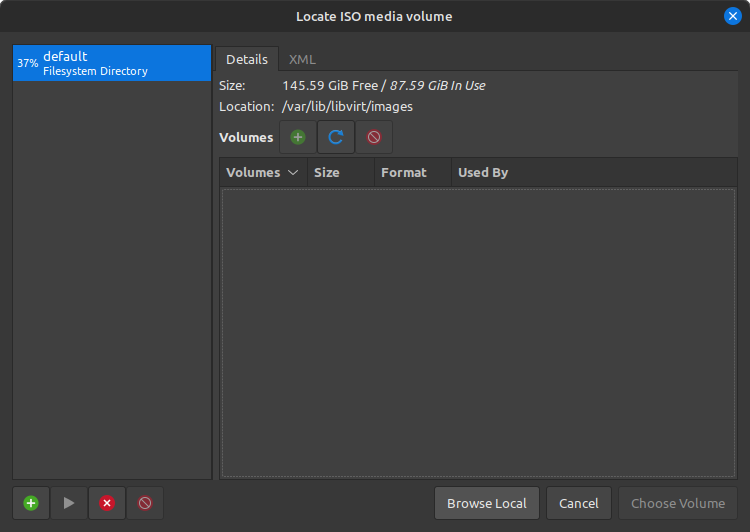 Locate ISO media volume
37% default
Filesystem Directory
Details XML
Size: 145.59 GiB Free / 87.59 GiB In Use
Location: /var/lib/libvirt/images
Volumes
Volumes Size Format Used By
Browse Local Cancel Choose Volume